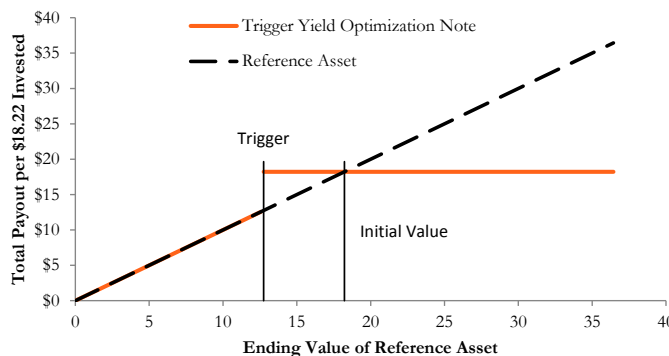 $40
$35
$30
$25
$20
$15
$10
$5
$0
Total Payout per $18.22 Invested
Trigger Yield Optimization Note
Reference Asset
Trigger
Initial Value
0 5 10 15 20 25 30 35 40
Ending Value of Reference Asset